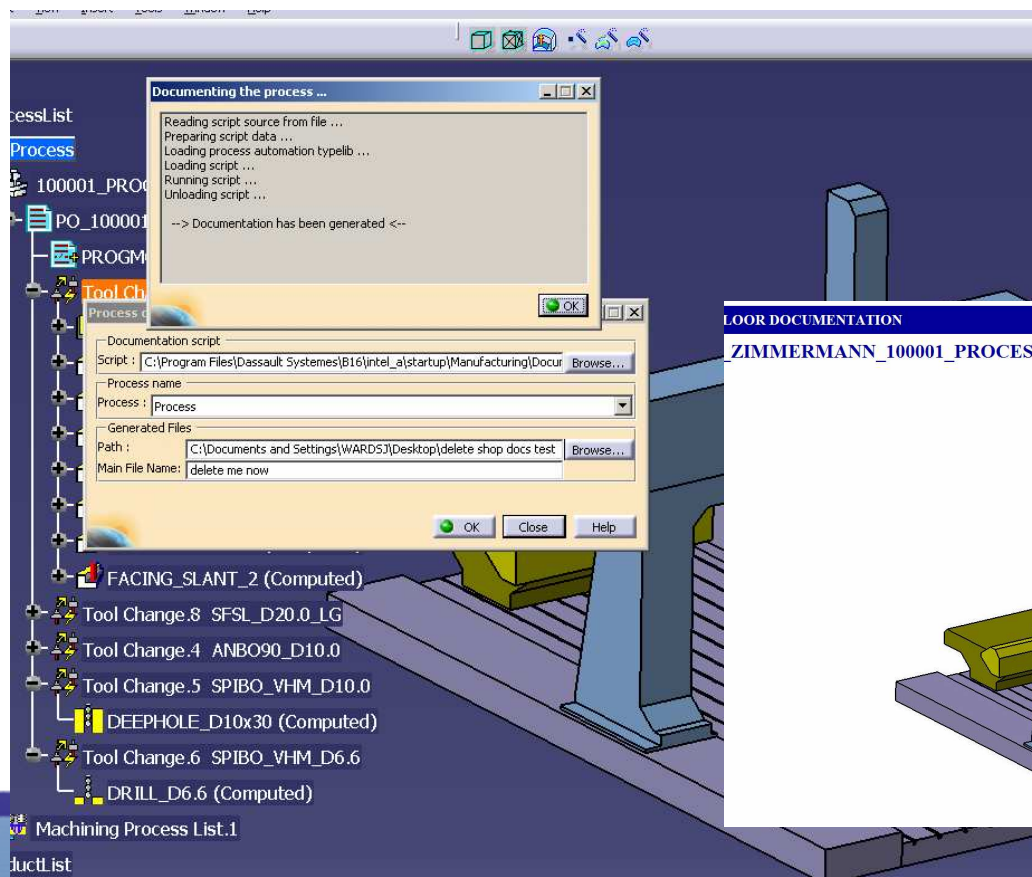 Documenting the process ...
Reading script source from file ...
Preparing script data ...
Loading process automation typelib ...
Loading script ...
Running script ...
Unloading script ...
--> Documentation has been generated <--
OK
cessList
Process
100001_PRO
PO_100001
PROGM
Tool Ch
Process
Documentation script
Script : C:\Program Files\Dassault Systemes\B16\intel_a\startup\Manufacturing\Docur Browse...
Process name
Process : Process
Generated Files
Path : C:\Documents and Settings\WARDSJ\Desktop\delete shop docs test Browse...
Main File Name: delete me now
OK Close Help
LOOR DOCUMENTATION
_ZIMMERMANN_100001_PROCES
FACING_SLANT_2 (Computed)
Tool Change.8 SFSL_D20.0_LG
Tool Change.4 ANBO90_D10.0
Tool Change.5 SPIBO_VHM_D10.0
DEEPHOLE_D10x30 (Computed)
Tool Change.6 SPIBO_VHM_D6.6
DRILL_D6.6 (Computed)
Machining Process List.1
ductList